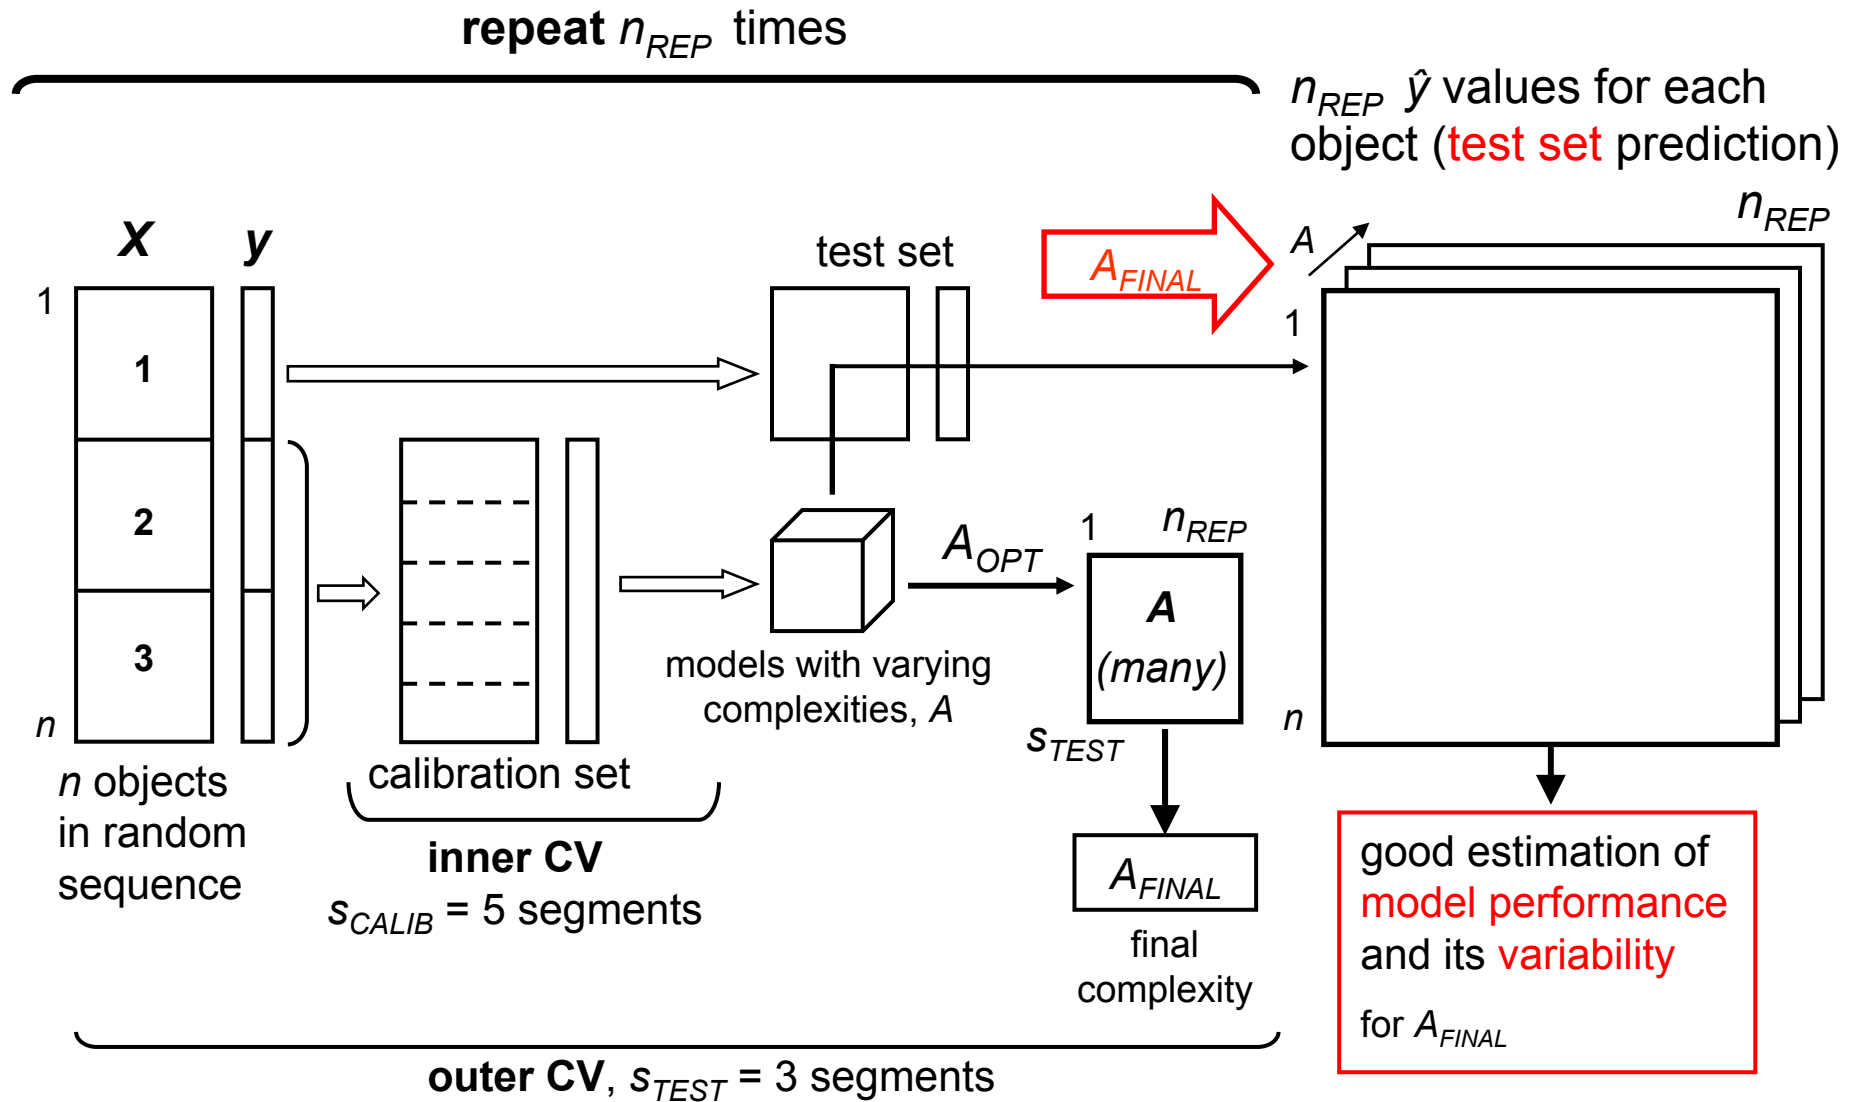 repeat n_REP times
n_REP ŷ values for each
object (test set prediction)
n_REP
A
X
y
test set
A_FINAL
1
1
1
2
3
n
1
n_REP
A_OPT
A
(many)
models with varying
complexities, A
s_TEST
n
calibration set
n objects
in random
sequence
inner CV
s_CALIB = 5 segments
A_FINAL
final
complexity
good estimation of
model performance
and its variability
for A_FINAL
outer CV, s_TEST = 3 segments